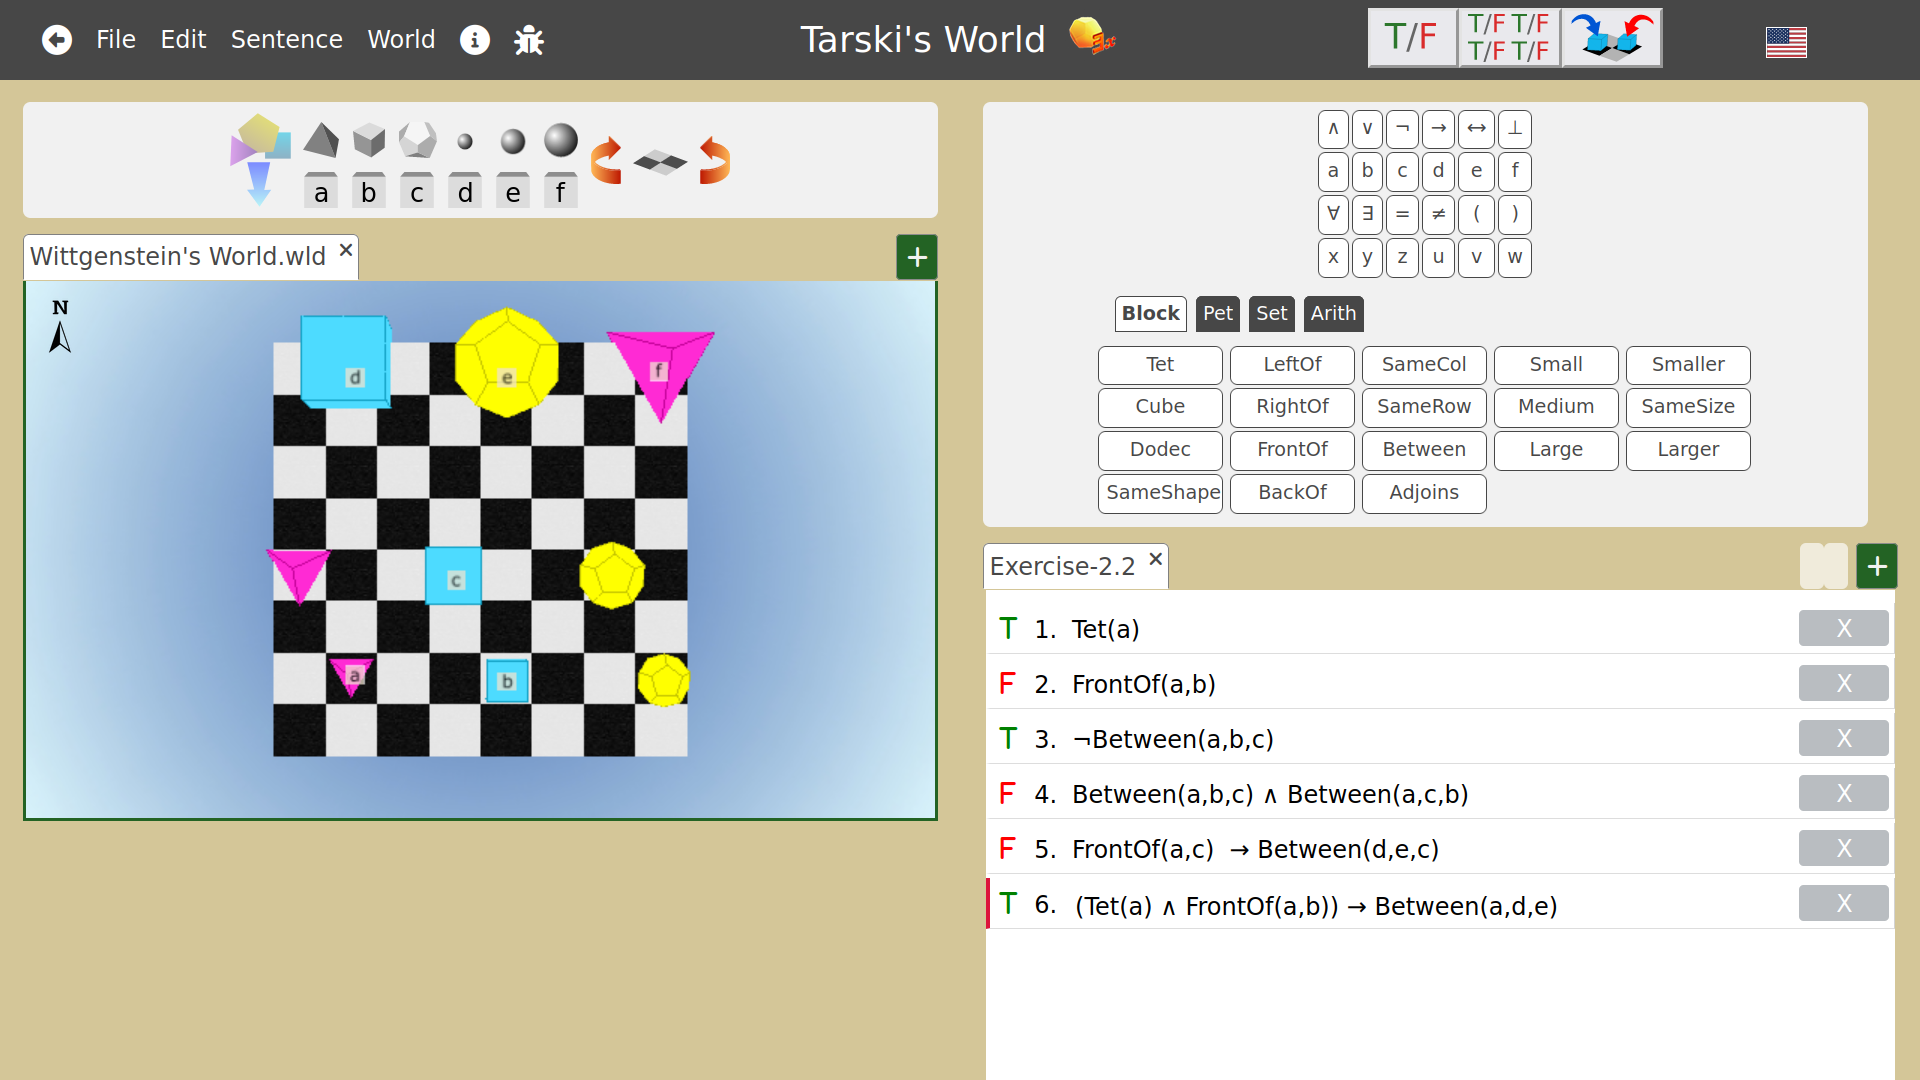 File Edit Sentence World Tarski's World T/F T/F T/F
T/F T/F
a b c d e f
Wittgenstein's World.wld × +
N
d e f
c
a b
∧ ∨ ¬ → ↔ ⊥
a b c d e f
∀ ∃ = ≠ ( )
x y z u v w
Block Pet Set Arith
Tet LeftOf SameCol Small Smaller
Cube RightOf SameRow Medium SameSize
Dodec FrontOf Between Large Larger
SameShape BackOf Adjoins
Exercise-2.2 × +
T 1. Tet(a) X
F 2. FrontOf(a,b) X
T 3. ¬Between(a,b,c) X
F 4. Between(a,b,c) ∧ Between(a,c,b) X
F 5. FrontOf(a,c) → Between(d,e,c) X
T 6. (Tet(a) ∧ FrontOf(a,b)) → Between(a,d,e) X